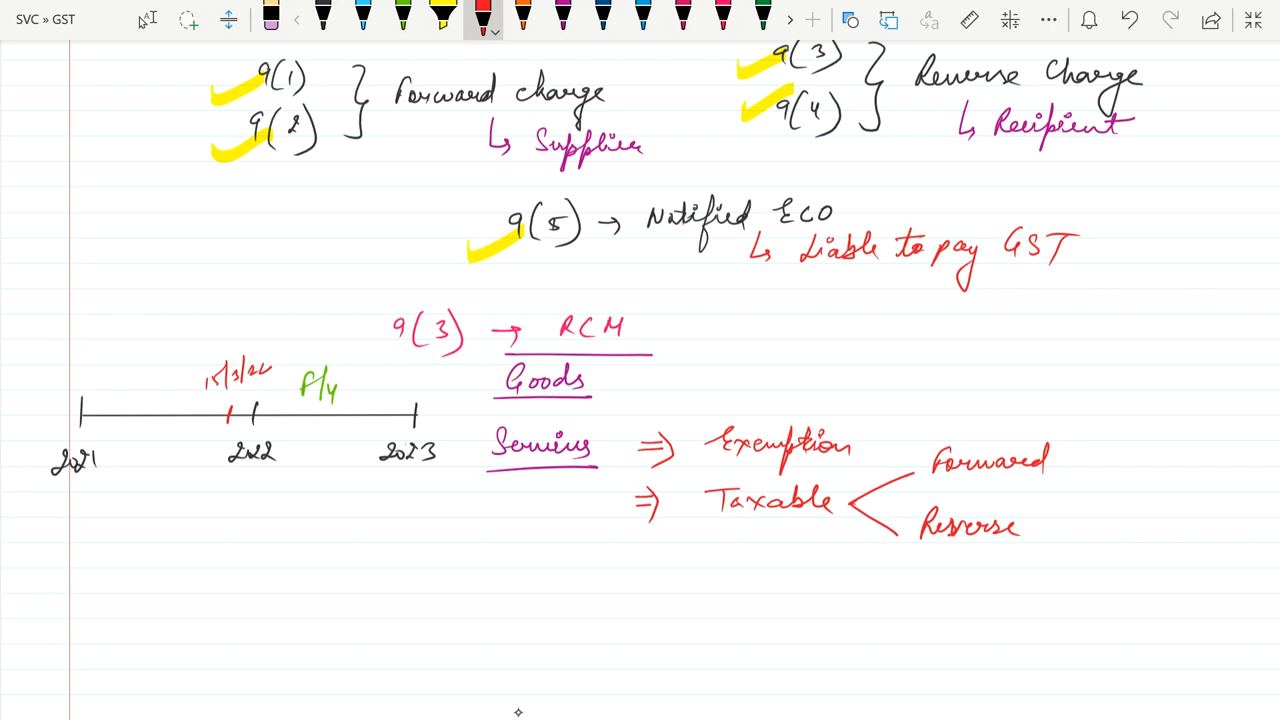 SVC » GST
9(1)
9(2)
Forward charge
↳ Supplier
9(3)
9(4)
Reverse Charge
↳ Recipient
9(5) → Notified ECO
↳ Liable to pay GST
9(3) → RCM
Goods
15/3/22
F/y
2021
2022
2023
Services ⇒ Exemption
⇒ Taxable
Forward
Reverse